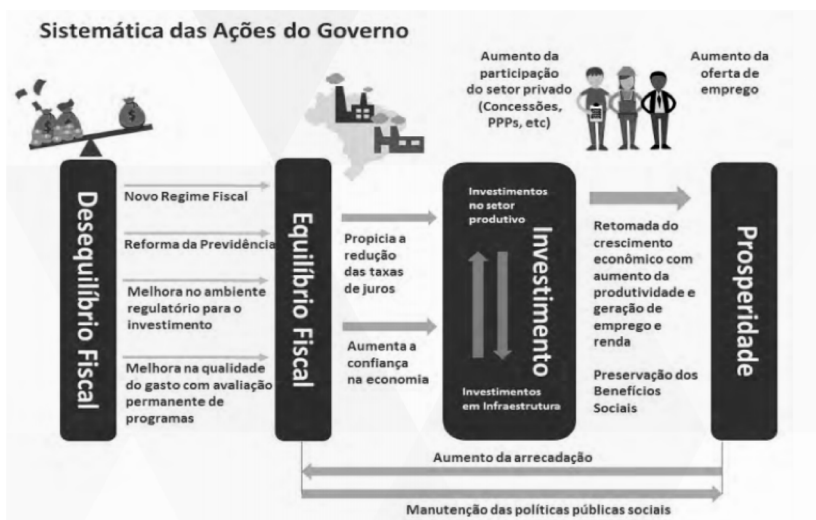 Sistemática das Ações do Governo
Aumento da
participação
do setor privado
(Concessões,
PPPs, etc)
Aumento da
oferta de
emprego
$
$
$
Desequilíbrio Fiscal
Novo Regime Fiscal
Reforma da Previdência
Melhora no ambiente
regulatório para o
investimento
Melhora na qualidade
do gasto com avaliação
permanente de
programas
Equilíbrio Fiscal
Propicia a
redução
das taxas
de juros
Aumenta a
confiança
na economia
Investimentos
no setor
produtivo
Investimento
Investimentos
em Infraestrutura
Retomada do
crescimento
econômico com
aumento da
produtividade e
geração de
emprego e
renda
Preservação dos
Benefícios
Sociais
Prosperidade
Aumento da arrecadação
Manutenção das políticas públicas sociais